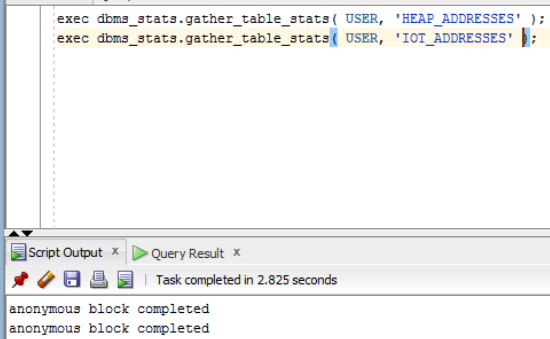 exec dbms_stats.gather_table_stats( USER, 'HEAP_ADDRESSES' );
exec dbms_stats.gather_table_stats( USER, 'IOT_ADDRESSES' );
Script Output x Query Result x
Task completed in 2.825 seconds
anonymous block completed
anonymous block completed